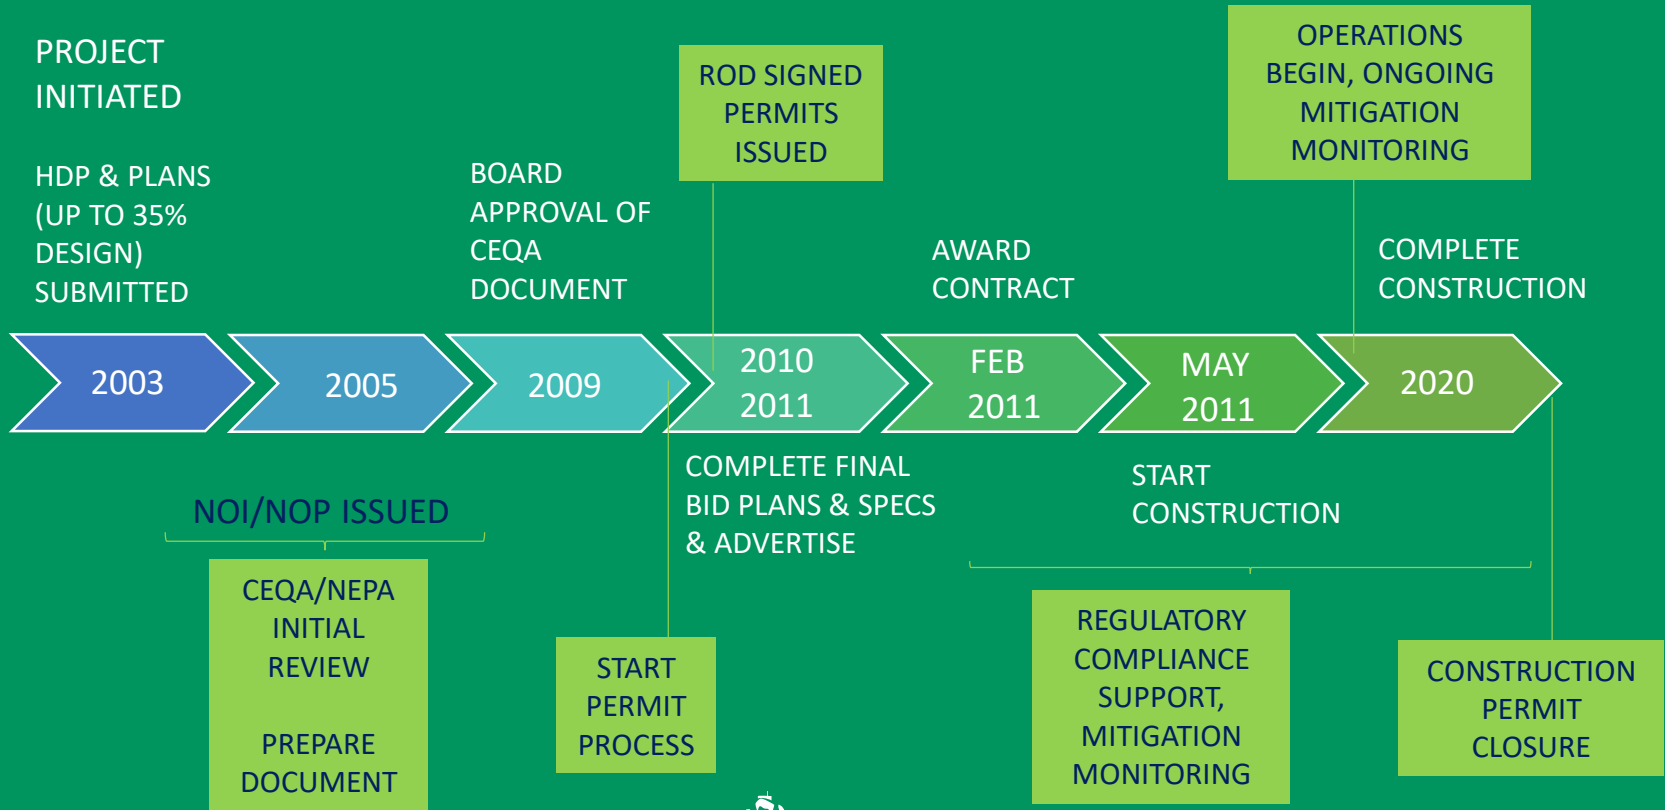 PROJECT
INITIATED
HDP & PLANS
(UP TO 35%
DESIGN)
SUBMITTED
BOARD
APPROVAL OF
CEQA
DOCUMENT
ROD SIGNED
PERMITS
ISSUED
AWARD
CONTRACT
OPERATIONS
BEGIN, ONGOING
MITIGATION
MONITORING
COMPLETE
CONSTRUCTION
2003
2005
2009
2010
2011
FEB
2011
MAY
2011
2020
NOI/NOP ISSUED
CEQA/NEPA
INITIAL
REVIEW
PREPARE
DOCUMENT
START
PERMIT
PROCESS
COMPLETE FINAL
BID PLANS & SPECS
& ADVERTISE
START
CONSTRUCTION
REGULATORY
COMPLIANCE
SUPPORT,
MITIGATION
MONITORING
CONSTRUCTION
PERMIT
CLOSURE